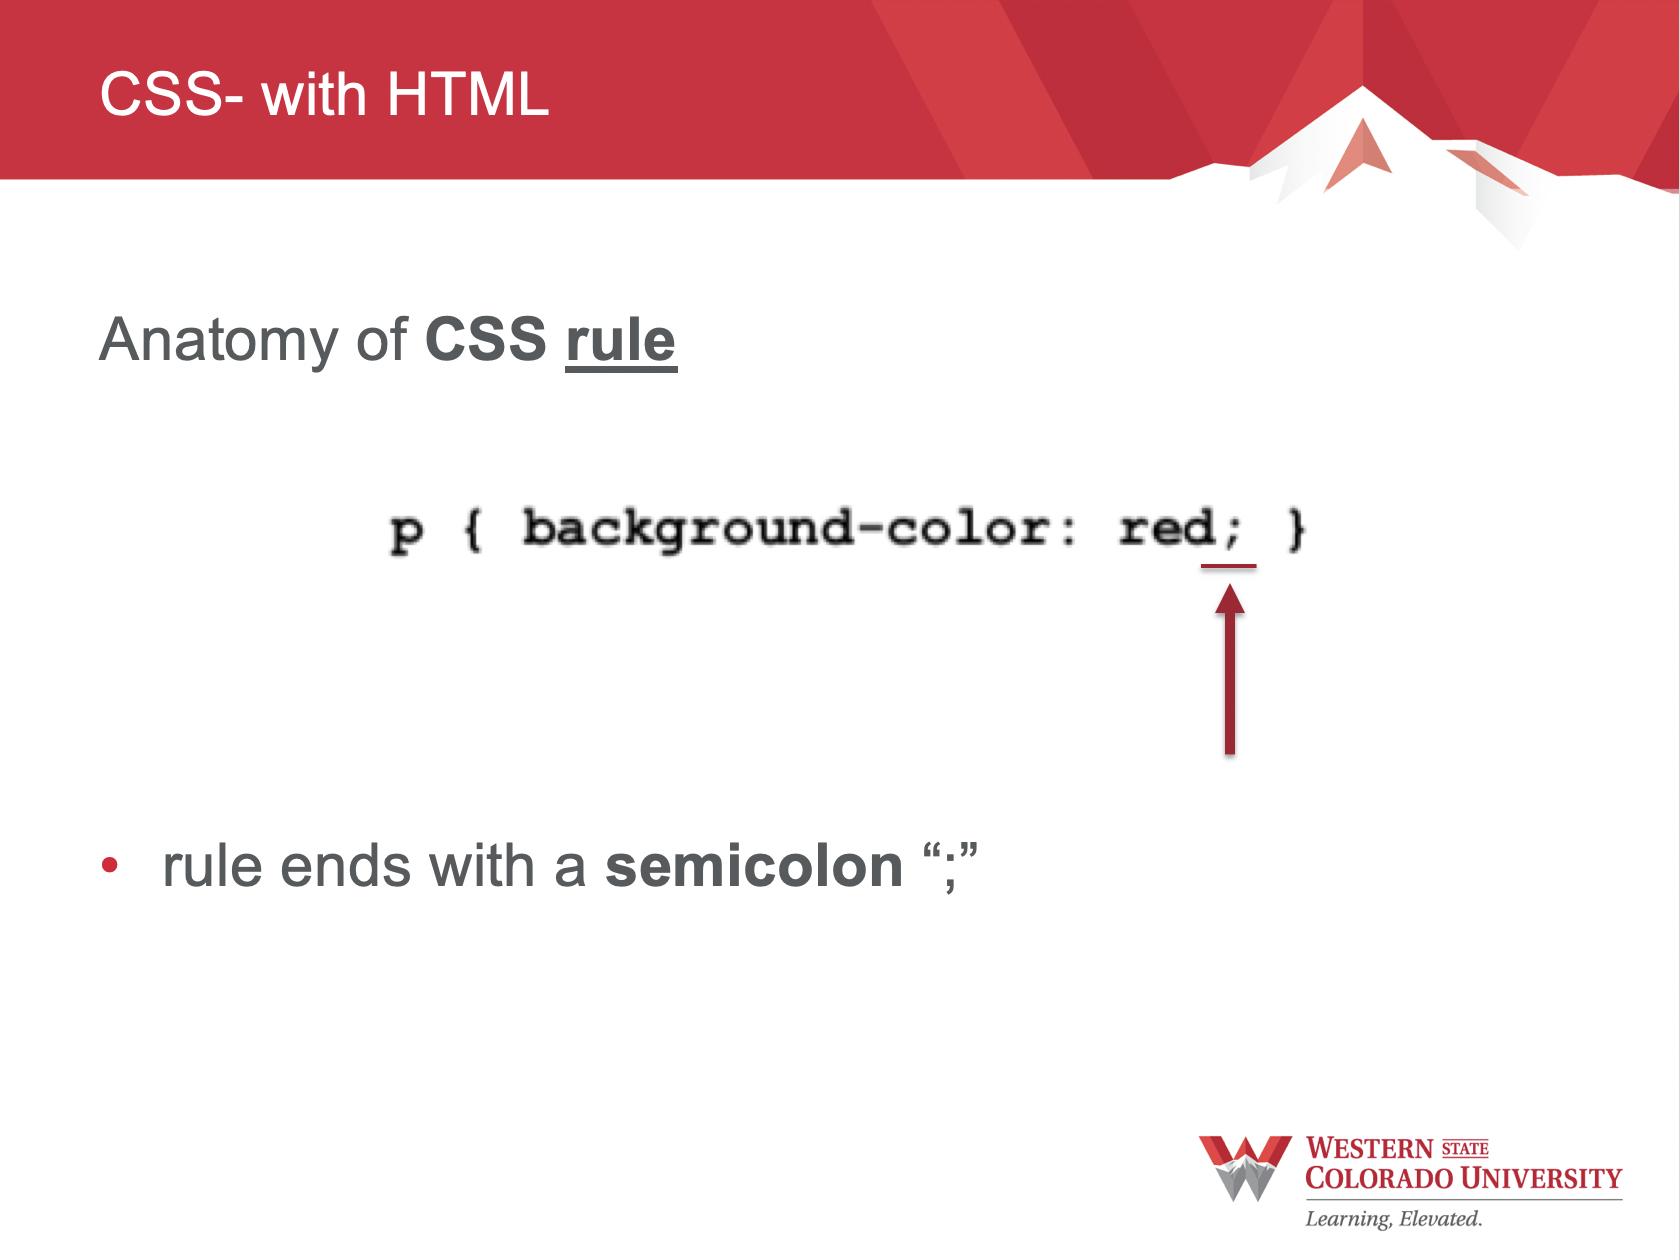 CSS- with HTML
Anatomy of CSS rule
p { background-color: red; }
• rule ends with a semicolon “;”
WESTERN STATE
COLORADO UNIVERSITY
Learning, Elevated.